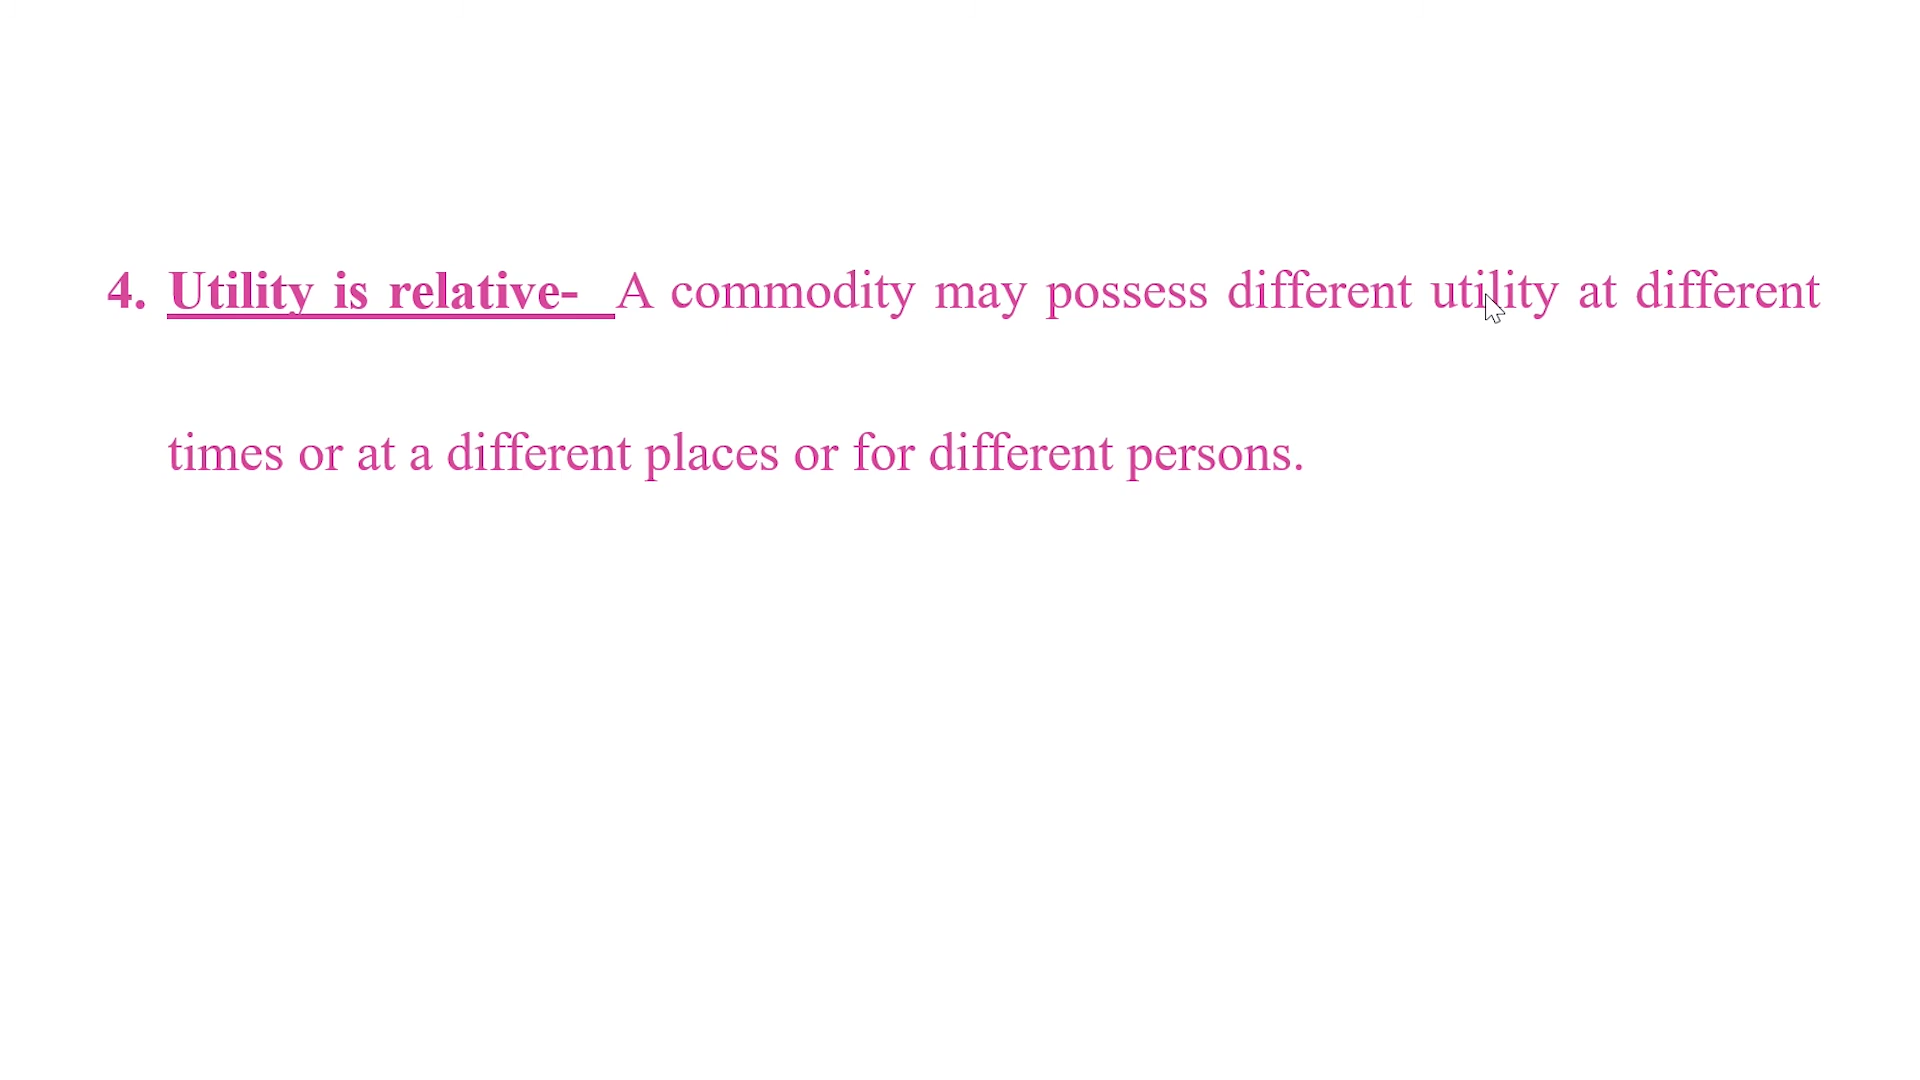 4. Utility is relative- A commodity may possess different utility at different
times or at a different places or for different persons.